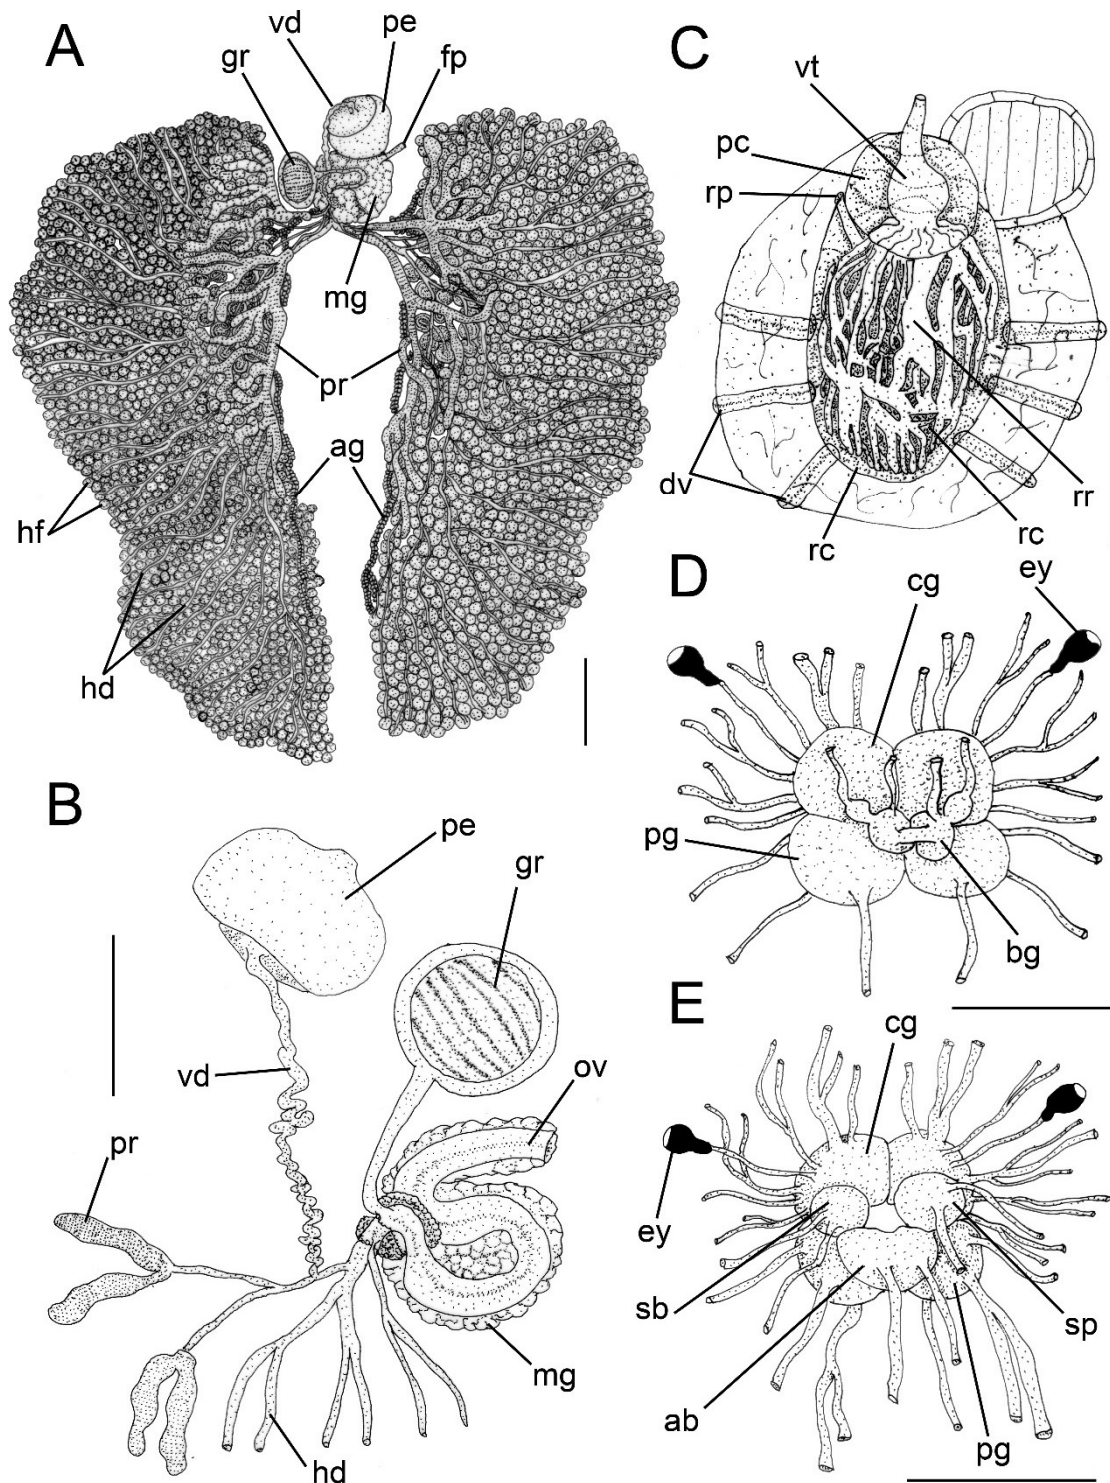 A
vd
pe
gr
fp
mg
pr
ag
hf
hd
B
pe
gr
vd
ov
pr
mg
hd
C
vt
pc
rp
dv
rr
rc
rc
D
cg
ey
pg
bg
E
cg
ey
sb
sp
ab
pg